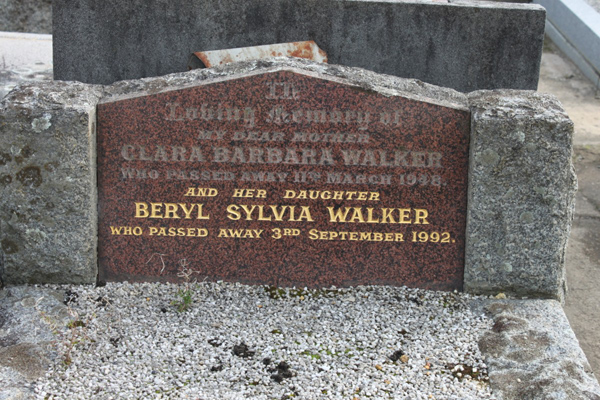 In
Loving Memory of
MY DEAR MOTHER
CLARA BARBARA WALKER
WHO PASSED AWAY 11TH MARCH 1948.
AND HER DAUGHTER
BERYL SYLVIA WALKER
WHO PASSED AWAY 3RD SEPTEMBER 1992.